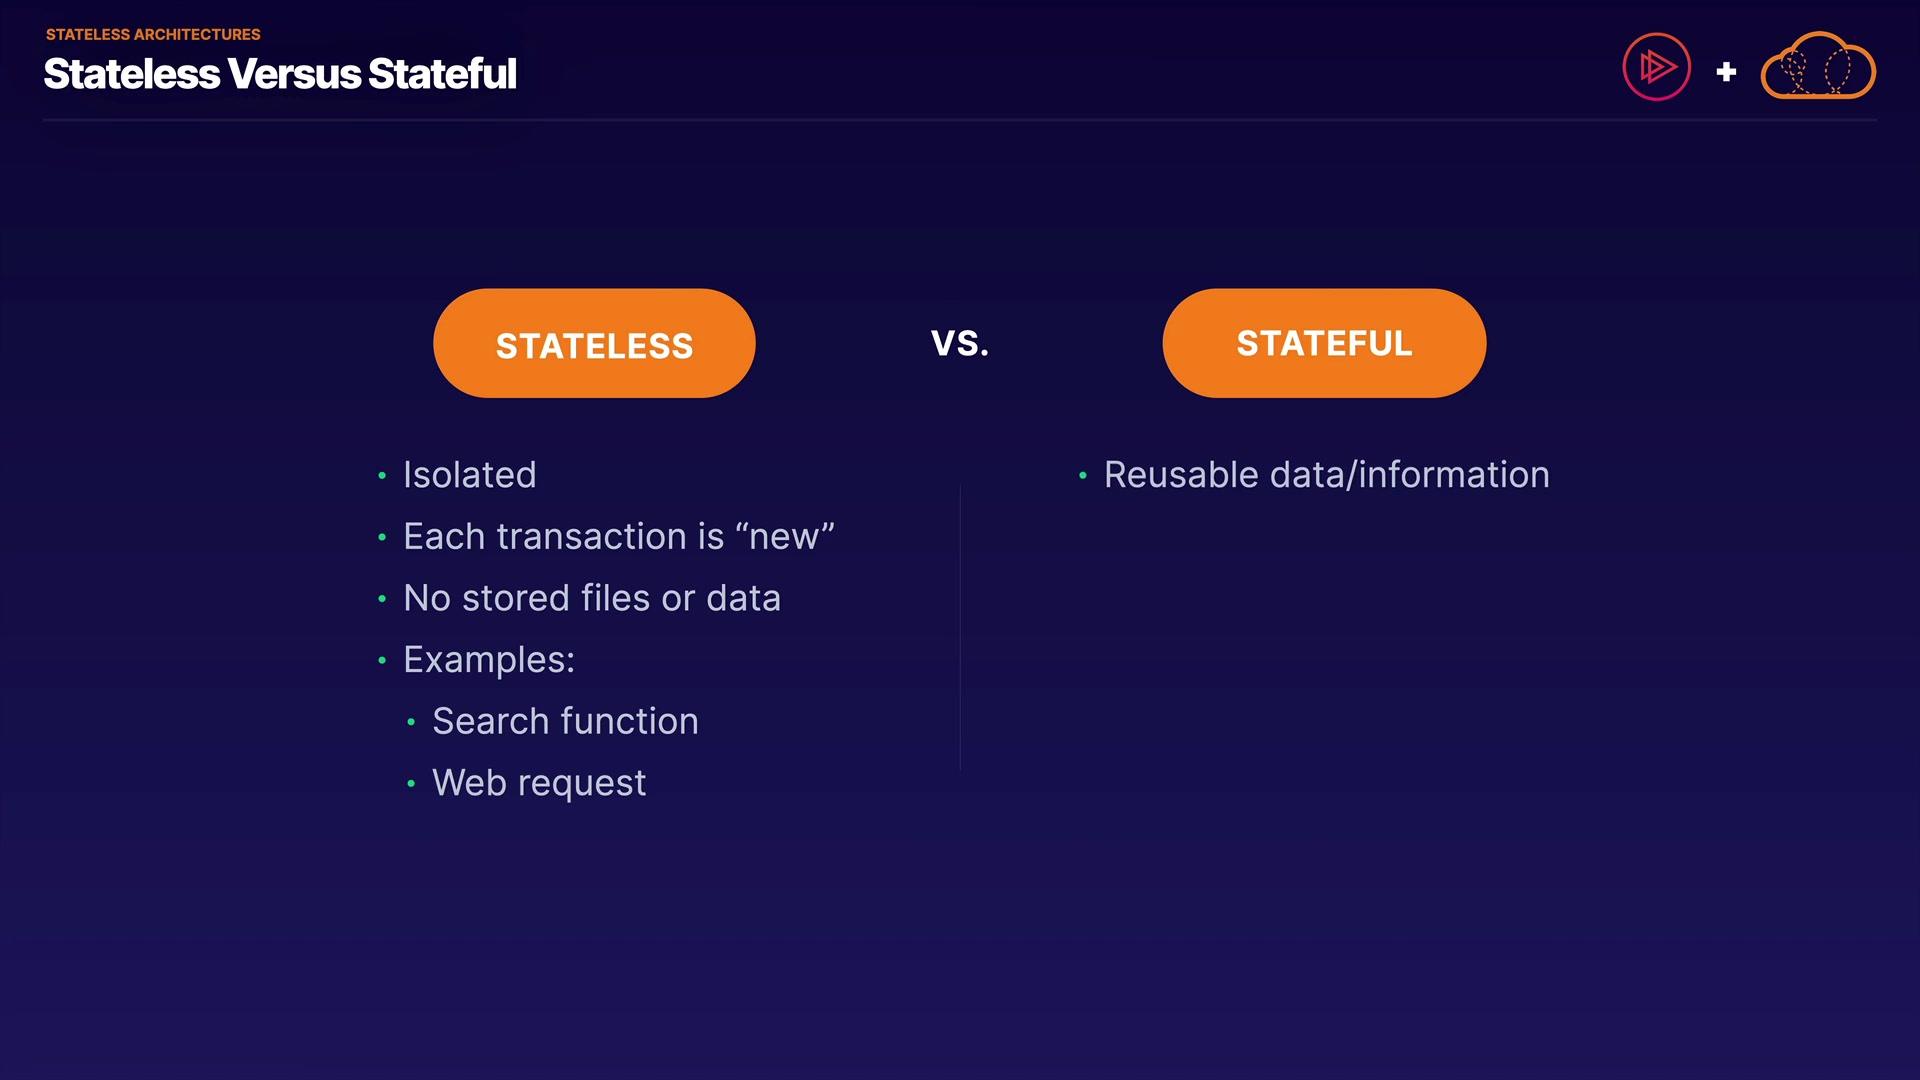 STATELESS ARCHITECTURES
Stateless Versus Stateful
STATELESS
VS.
STATEFUL
• Isolated
• Each transaction is “new”
• No stored files or data
• Examples:
• Search function
• Web request
• Reusable data/information